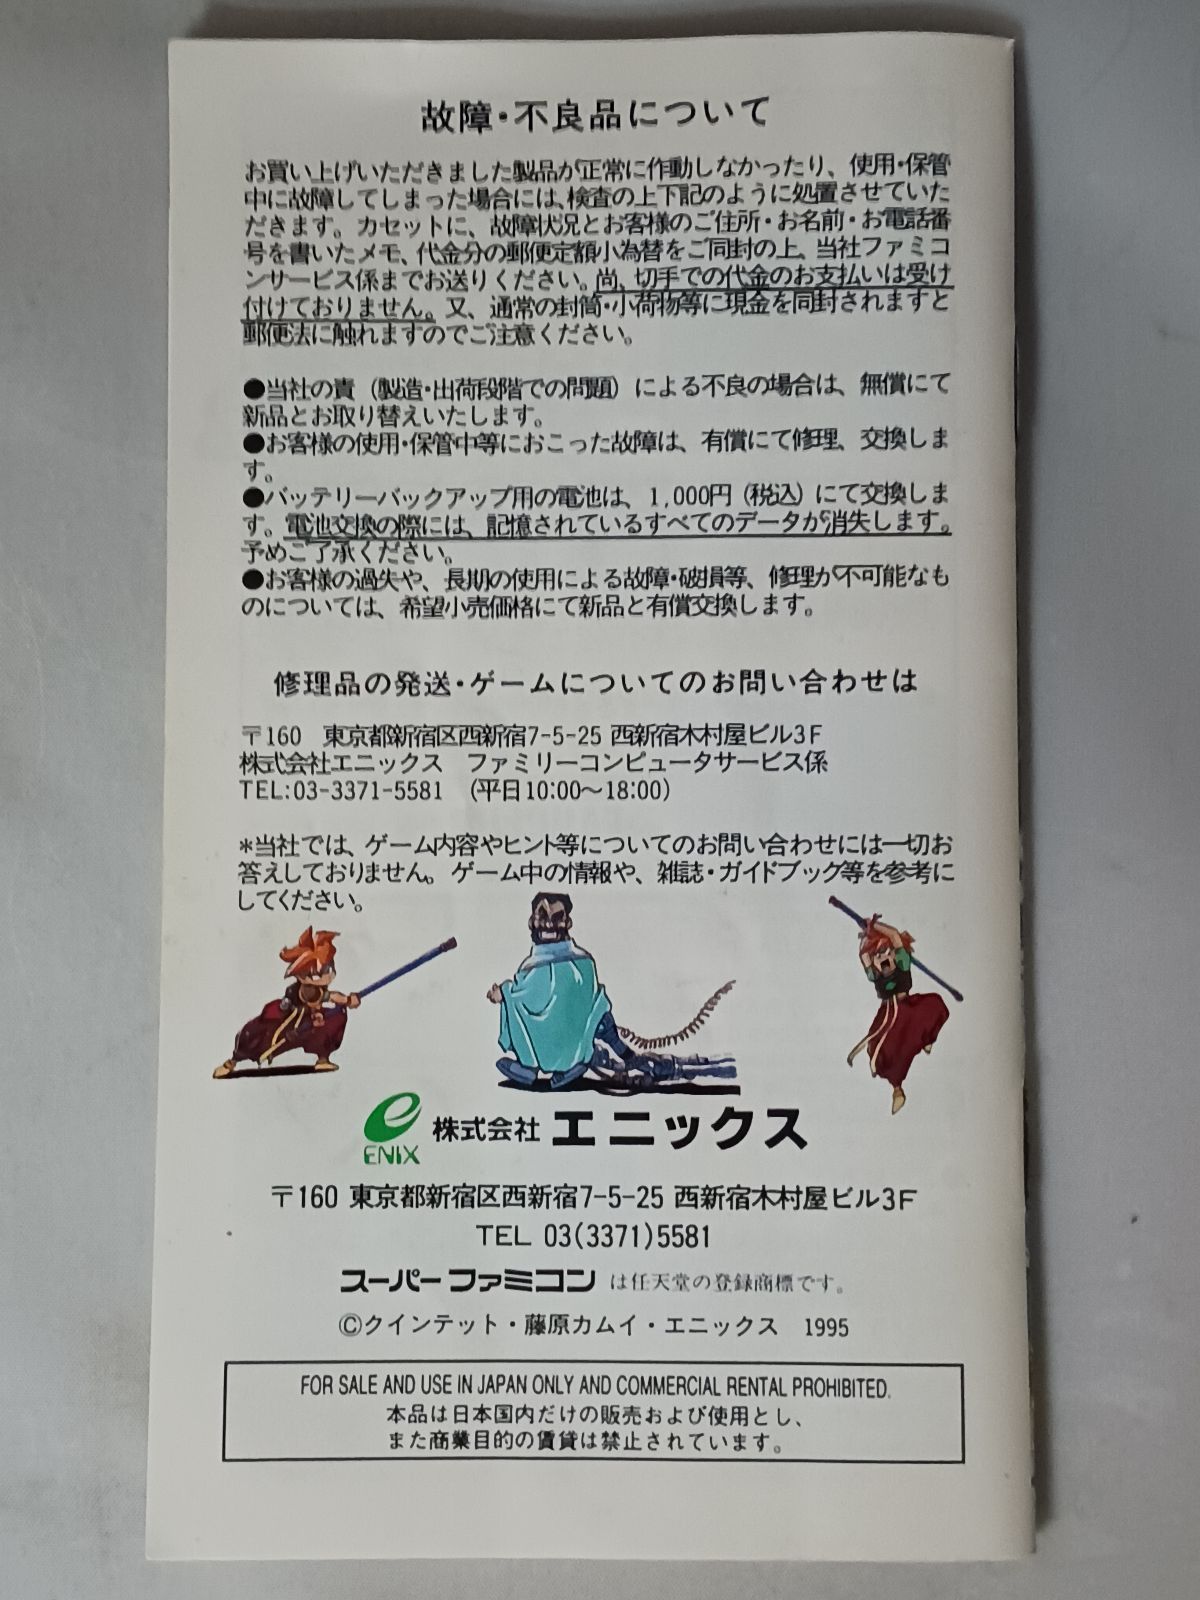 故障・不良品について
お買い上げいただきました製品が正常に作動しなかったり、使用・保管
中に故障してしまった場合には、検査の上下記のように処置させていた
だきます。カセットに、故障状況とお客様のご住所・お名前・お電話番
号を書いたメモ、代金分の郵便定額小為替をご同封の上、当社ファミコ
ンサービス係までお送りください。尚、切手での代金のお支払いは受け
付けておりません。又、通常の封筒・小荷物等に現金を同封されますと
郵便法に触れますのでご注意ください。
●当社の責（製造・出荷段階での問題）による不良の場合は、無償にて
新品とお取り替えいたします。
●お客様の使用・保管中等におこった故障は、有償にて修理、交換しま
す。
●バッテリーバックアップ用の電池は、1,000円（税込）にて交換しま
す。電池交換の際には、記憶されているすべてのデータが消失します。
予めご了承ください。
●お客様の過失や、長期の使用による故障・破損等、修理が不可能なも
のについては、希望小売価格にて新品と有償交換します。
修理品の発送・ゲームについてのお問い合わせは
〒160　東京都新宿区西新宿7-5-25 西新宿木村屋ビル3F
株式会社エニックス　ファミリーコンピュータサービス係
TEL:03-3371-5581　（平日10:00〜18:00）
*当社では、ゲーム内容やヒント等についてのお問い合わせには一切お
答えしておりません。ゲーム中の情報や、雑誌・ガイドブック等を参考に
してください。
ENIX 株式会社 エニックス
〒160 東京都新宿区西新宿7-5-25 西新宿木村屋ビル3F
TEL 03(3371)5581
スーパーファミコン は任天堂の登録商標です。
©クインテット・藤原カムイ・エニックス　1995
FOR SALE AND USE IN JAPAN ONLY AND COMMERCIAL RENTAL PROHIBITED.
本品は日本国内だけの販売および使用とし、
また商業目的の賃貸は禁止されています。